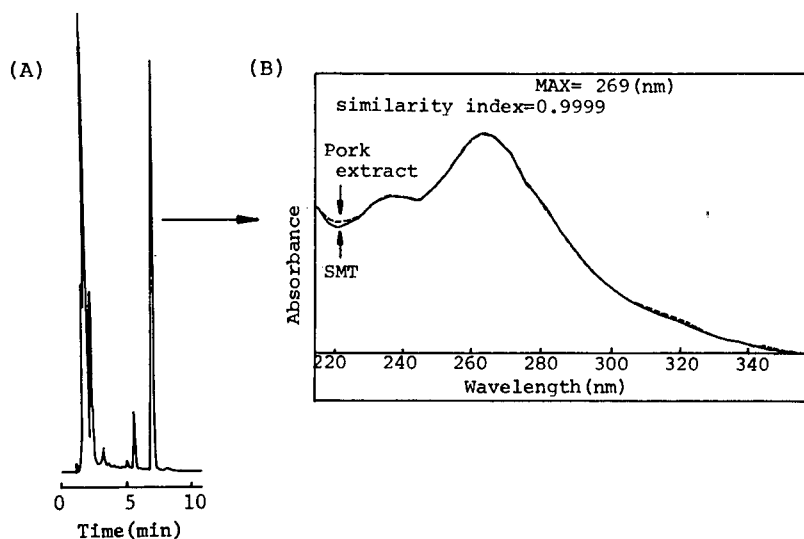 (A)
0 5 10
Time(min)
(B)
MAX= 269(nm)
similarity index=0.9999
Pork
extract
SMT
Absorbance
220 240 260 280 300 320 340
Wavelength(nm)